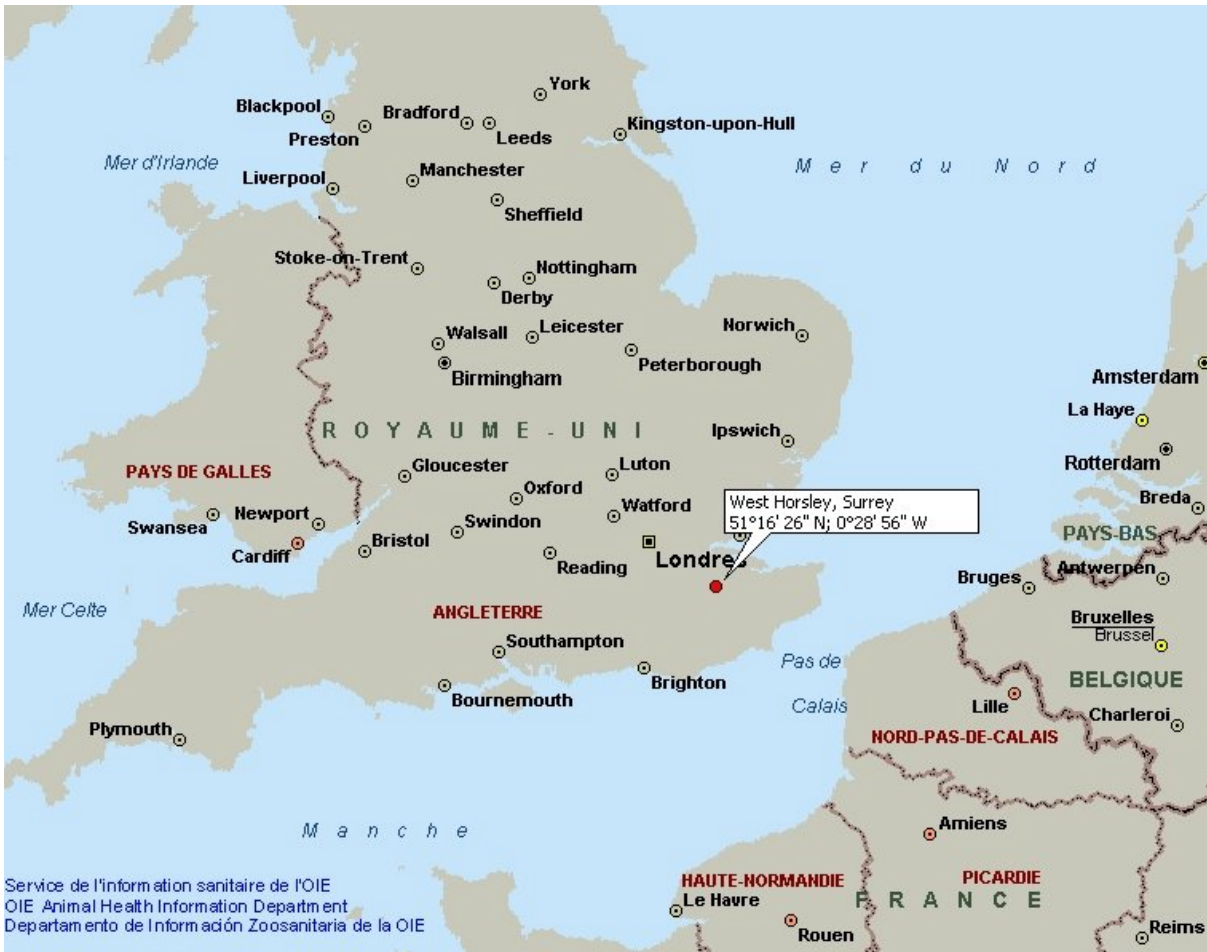 York
Blackpool
Bradford
Preston
Leeds
Kingston-upon-Hull
Mer d'Irlande
Mer du Nord
Liverpool
Manchester
Sheffield
Stoke-on-Trent
Nottingham
Derby
Walsall
Leicester
Norwich
Birmingham
Peterborough
Amsterdam
La Haye
ROYAUME-UNI
Ipswich
Rotterdam
PAYS DE GALLES
Gloucester
Luton
Oxford
Breda
Swansea
Newport
Swindon
Watford
West Horsley, Surrey
51°16' 26" N; 0°28' 56" W
PAYS-BAS
Cardiff
Bristol
Reading
Londres
Bruges
Antwerpen
Mer Celte
ANGLETERRE
Bruxelles
Brussel
Southampton
Pas de
Calais
Brighton
BELGIQUE
Bournemouth
Lille
Charleroi
Plymouth
NORD-PAS-DE-CALAIS
Manche
Amiens
HAUTE-NORMANDIE
PICARDIE
Le Havre
FRANCE
Rouen
Reims
Service de l'information sanitaire de l'OIE
OIE Animal Health Information Department
Departamento de Información Zoosanitaria de la OIE